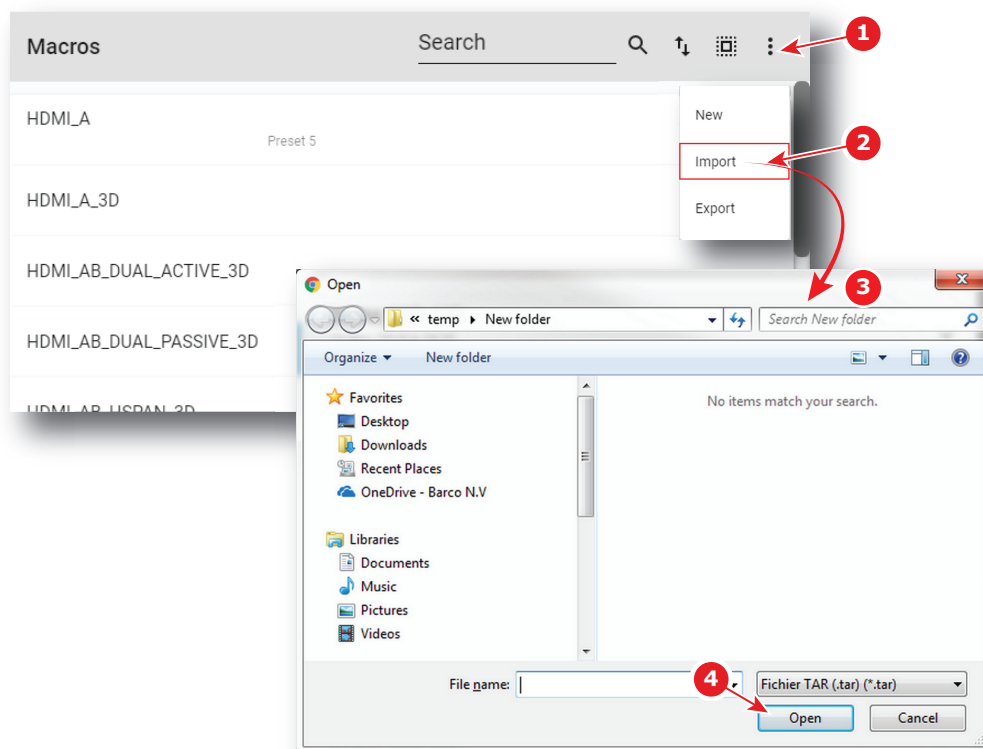 Macros
Search
1
New
HDMI_A
Preset 5
2
Import
HDMI_A_3D
Export
HDMI_AB_DUAL_ACTIVE_3D
3
Open
« temp New folder
Search New folder
HDMI_AB_DUAL_PASSIVE_3D
Organize
New folder
HDMI_AB_HSPAN_3D
Favorites
No items match your search.
Desktop
Downloads
Recent Places
OneDrive - Barco N.V
Libraries
Documents
Music
Pictures
Videos
4
File name:
Fichier TAR (.tar) (*.tar)
Open
Cancel